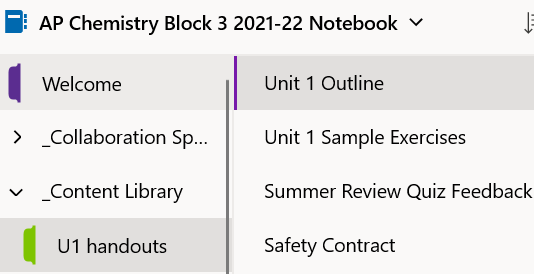 AP Chemistry Block 3 2021-22 Notebook
Welcome
_Collaboration Sp...
_Content Library
U1 handouts
Unit 1 Outline
Unit 1 Sample Exercises
Summer Review Quiz Feedback
Safety Contract